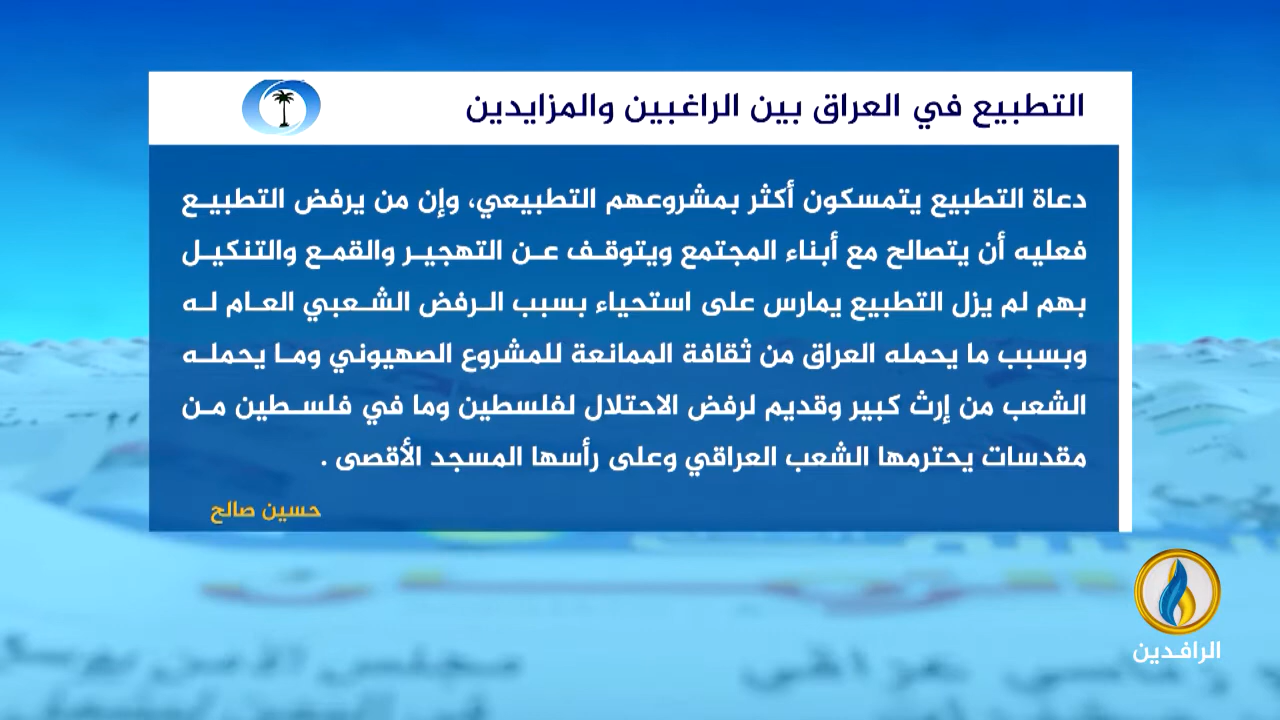 التطبيع في العراق بين الراغبين والمزايدين
دعاة التطبيع يتمسكون أكثر بمشروعهم التطبيعي، وإن من يرفض التطبيع
فعليه أن يتصالح مع أبناء المجتمع ويتوقف عن التهجير والقمع والتنكيل
بهم لم يزل التطبيع يمارس على استحياء بسبب الرفض الشعبي العام له
وبسبب ما يحمله العراق من ثقافة الممانعة للمشروع الصهيوني وما يحمله
الشعب من إرث كبير وقديم لرفض الاحتلال لفلسطين وما في فلسطين من
مقدسات يحترمها الشعب العراقي وعلى رأسها المسجد الأقصى .
حسين صالح
الرافدين
مجلس الأمن